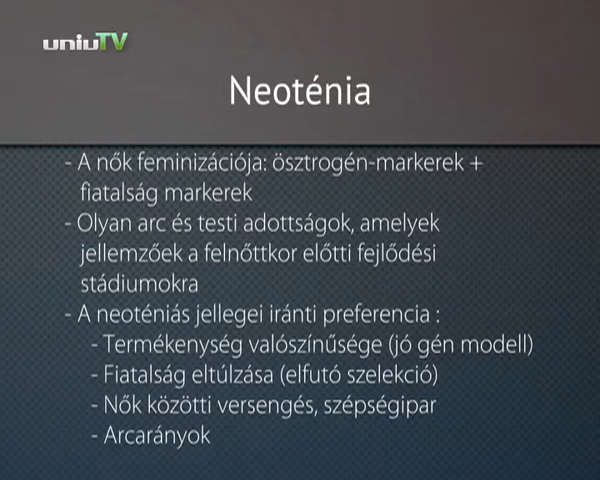 uniuTV
Neoténia
- A nők feminizációja: ösztrogén-markerek +
fiatalság markerek
- Olyan arc és testi adottságok, amelyek
jellemzőek a felnőttkor előtti fejlődési
stádiumokra
- A neoténiás jellegei iránti preferencia :
- Termékenység valószínűsége (jó gén modell)
- Fiatalság eltúlzása (elfutó szelekció)
- Nők közötti versengés, szépségipar
- Arcarányok